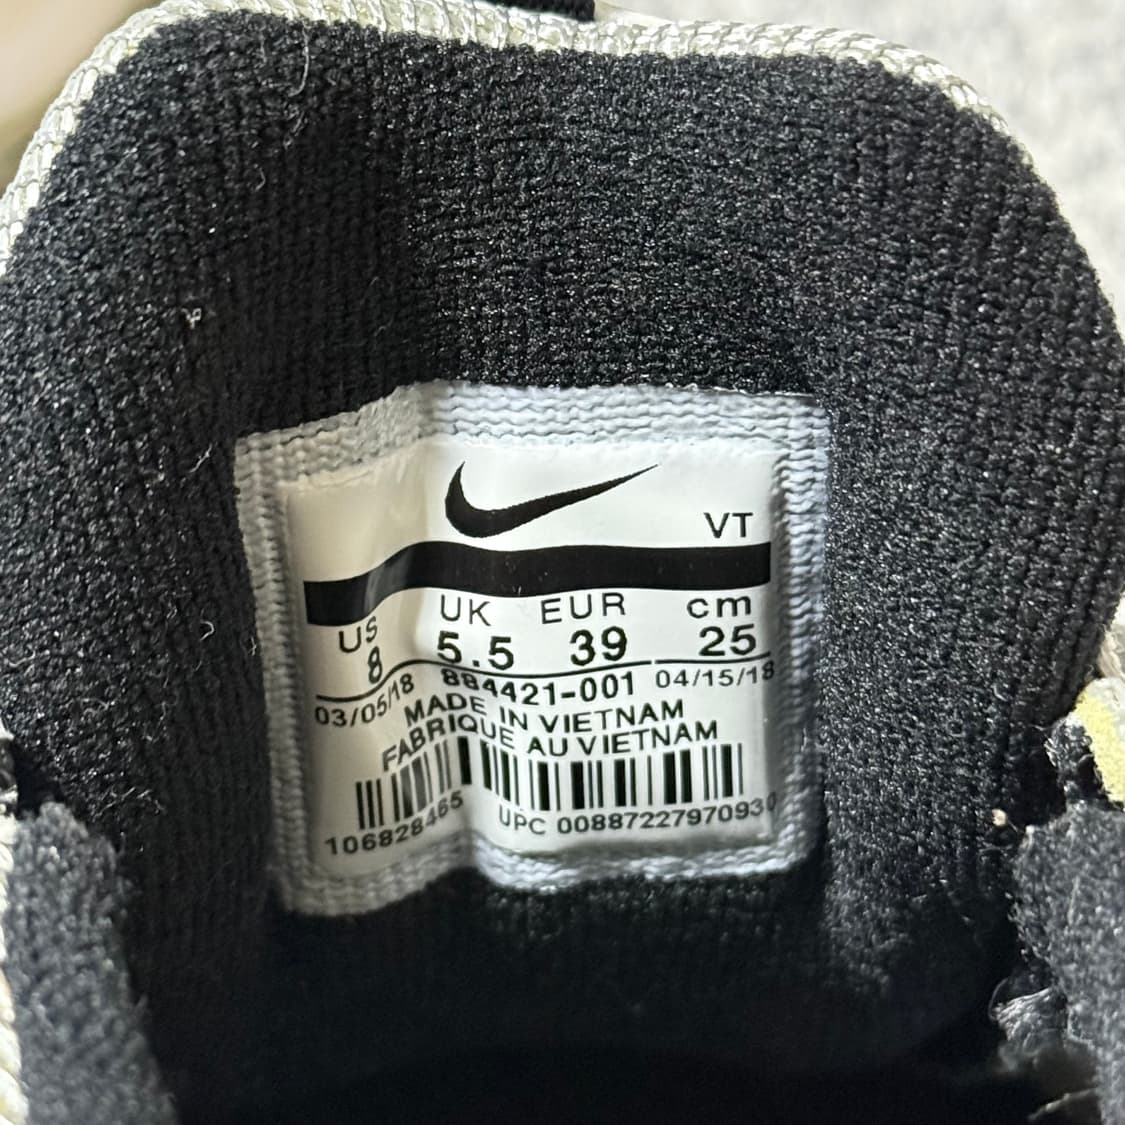 VT
US UK EUR cm
8 5.5 39 25
03/05/18 884421-001 04/15/18
MADE IN VIETNAM
FABRIQUE AU VIETNAM
106828465 UPC 00887227970930